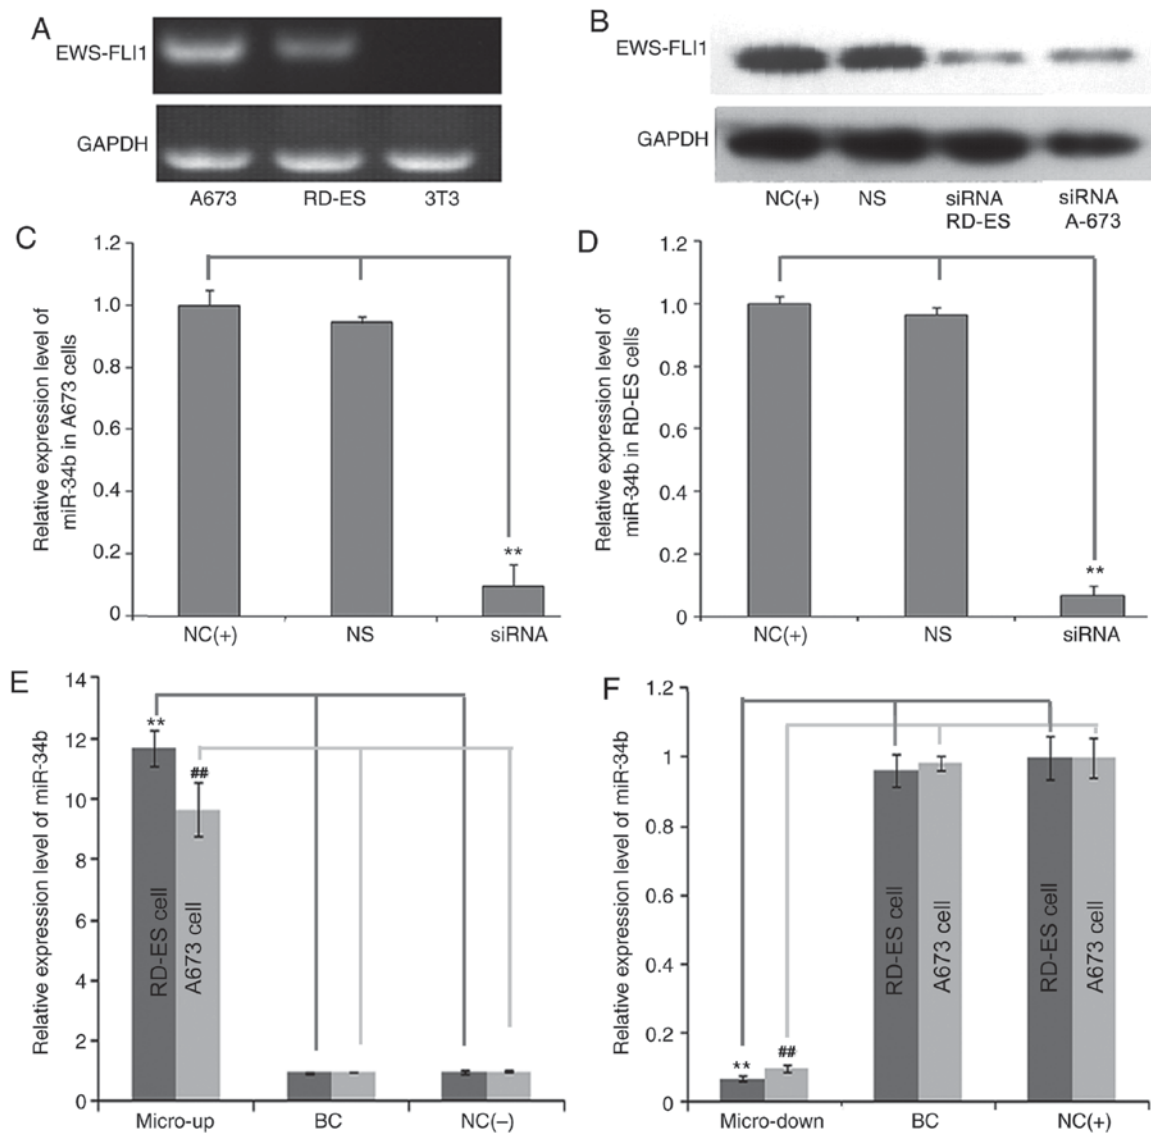 A
EWS-FLI1
GAPDH
A673 RD-ES 3T3
B
EWS-FLI1
GAPDH
NC(+) NS siRNA RD-ES siRNA A-673
C
Relative expression level of
miR-34b in A673 cells
1.2
1.0
0.8
0.6
0.4
0.2
0
**
NC(+) NS siRNA
D
Relative expression level of
miR-34b in RD-ES cells
1.2
1.0
0.8
0.6
0.4
0.2
0
**
NC(+) NS siRNA
E
Relative expression level of miR-34b
14
12
10
8
6
4
2
0
**
##
RD-ES cell
A673 cell
Micro-up BC NC(−)
F
Relative expression level of miR-34b
1.2
1
0.8
0.6
0.4
0.2
0
**
##
RD-ES cell
A673 cell
RD-ES cell
A673 cell
Micro-down BC NC(+)